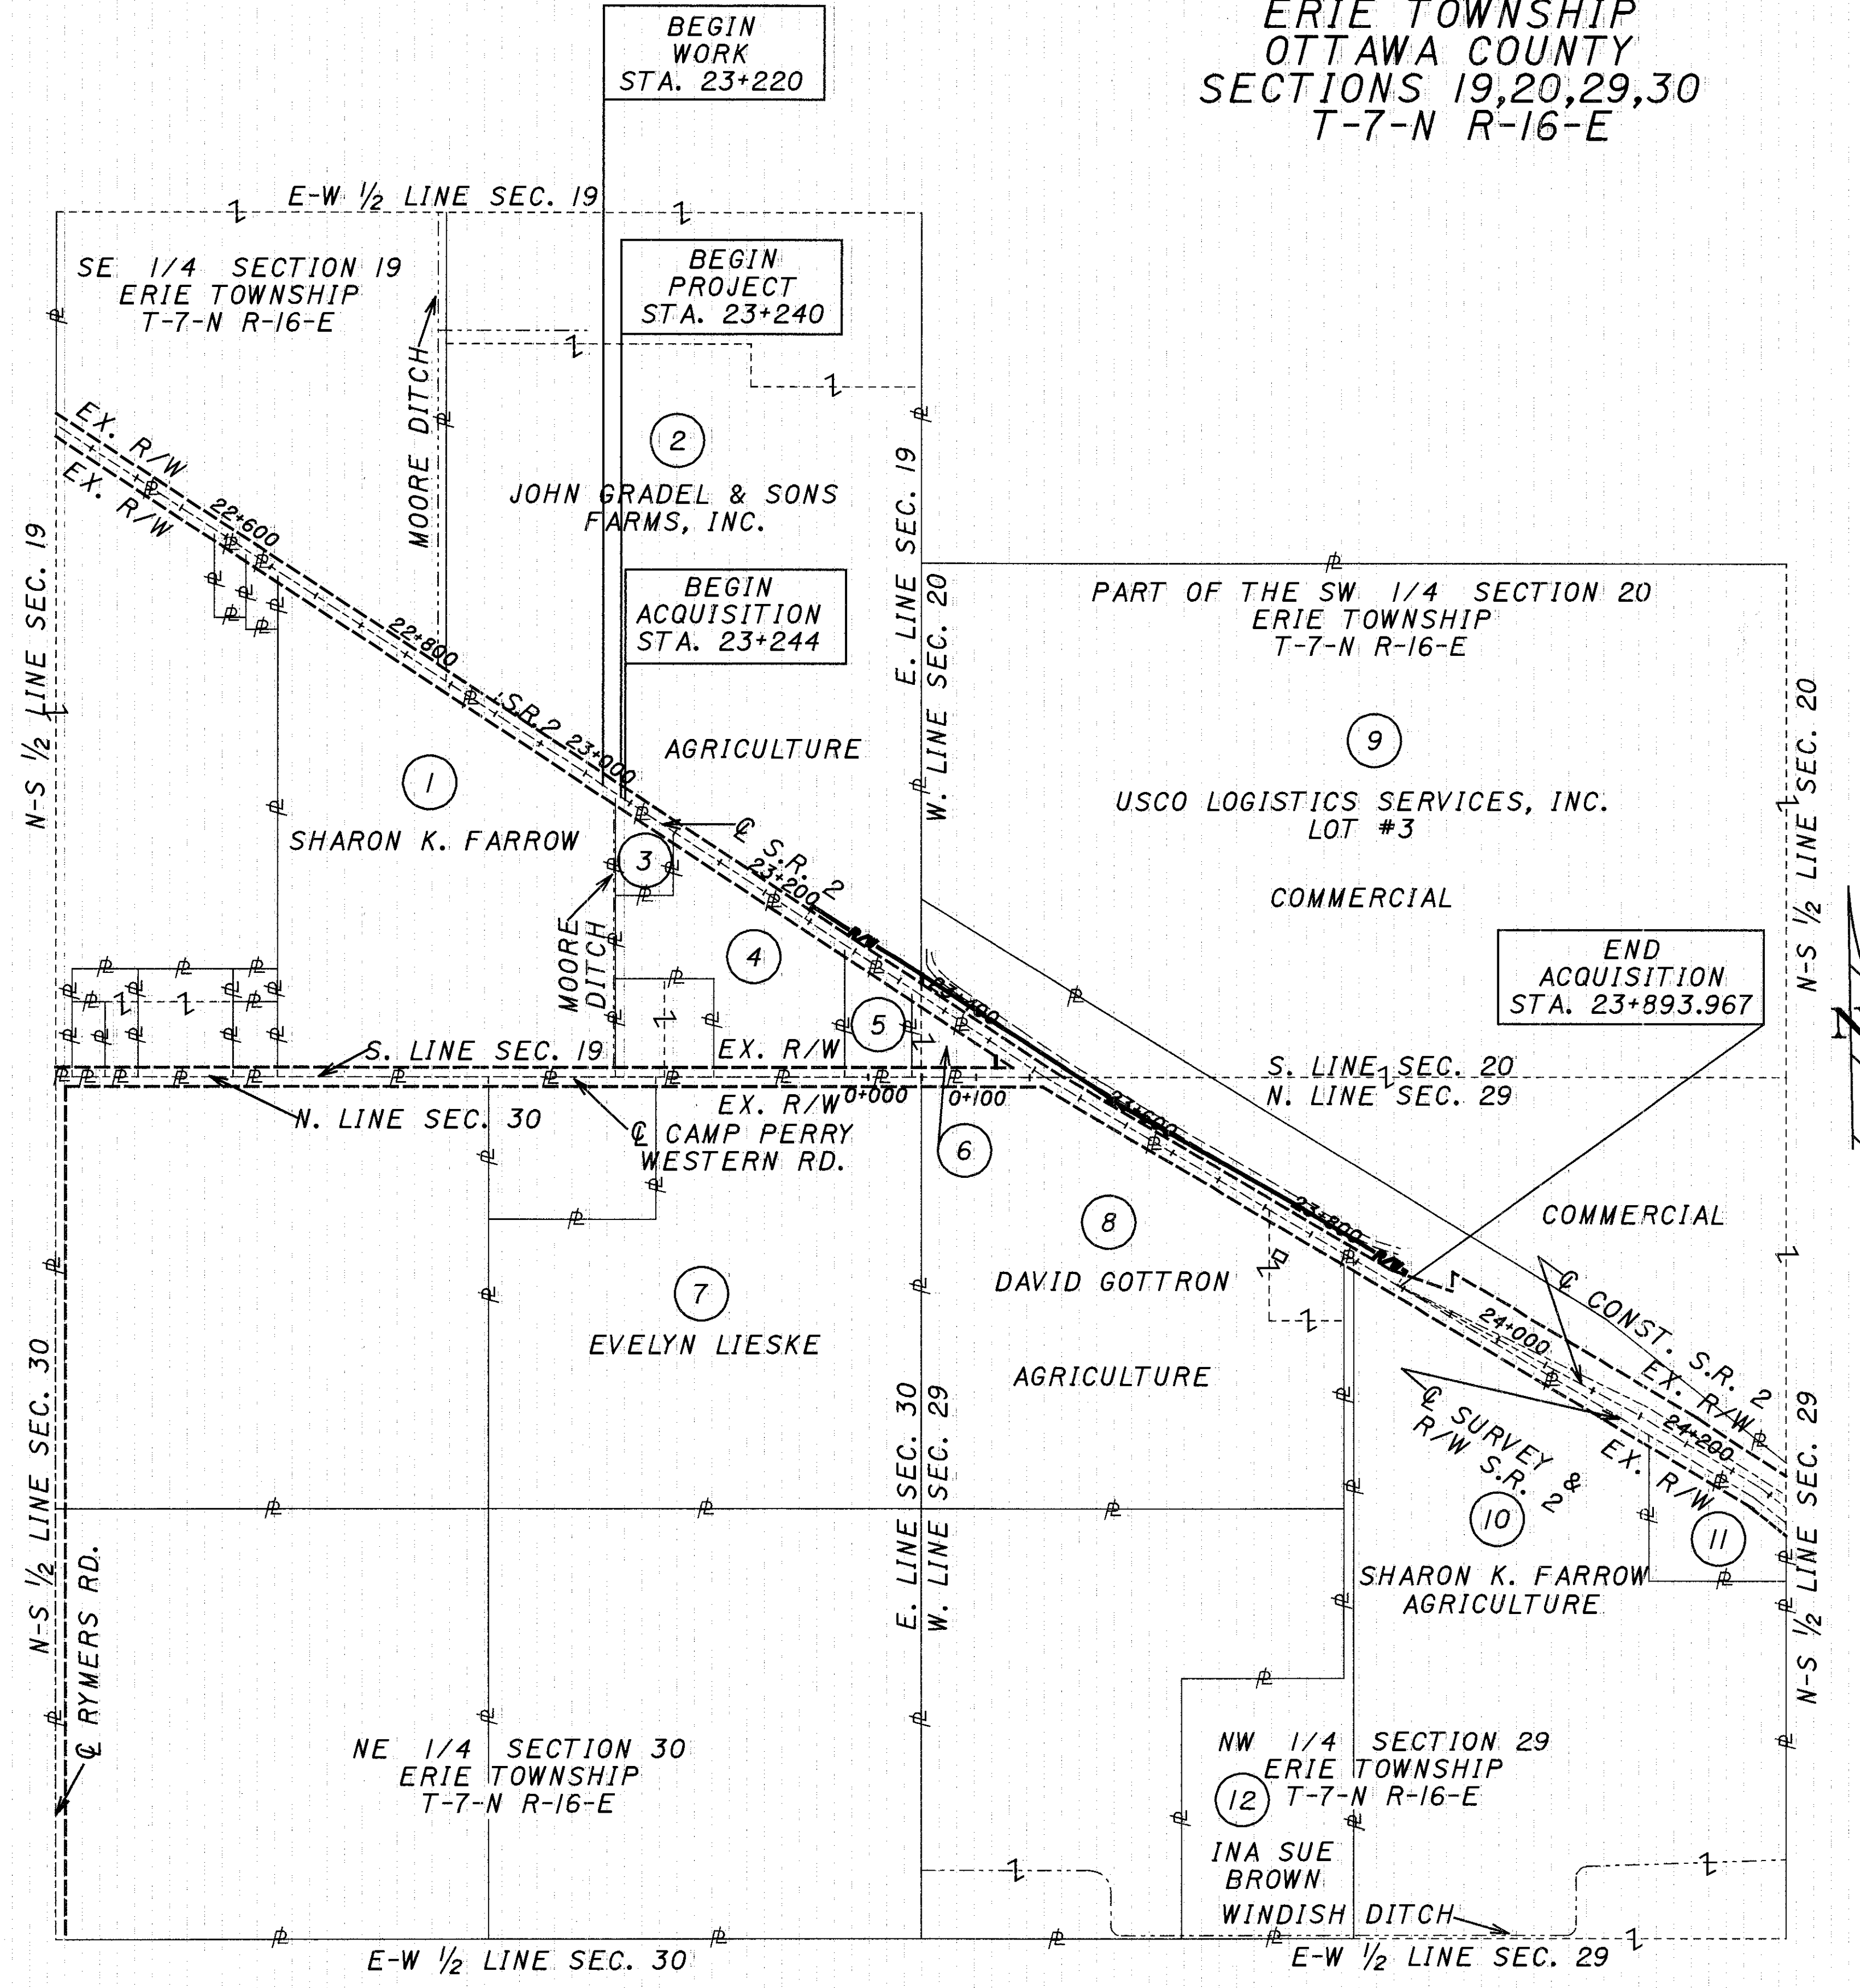 BEGIN
WORK
STA. 23+220
ERIE TOWNSHIP
OTTAWA COUNTY
SECTIONS 19,20,29,30
T-7-N R-16-E
E-W 1/2 LINE SEC. 19
SE 1/4 SECTION 19
ERIE TOWNSHIP
T-7-N R-16-E
BEGIN
PROJECT
STA. 23+240
MOORE DITCH
EX. R/W
EX. R/W
22+600
2
JOHN GRADEL & SONS
FARMS, INC.
N-S 1/2 LINE SEC. 19
E. LINE SEC. 19
W. LINE SEC. 20
BEGIN
ACQUISITION
STA. 23+244
PART OF THE SW 1/4 SECTION 20
ERIE TOWNSHIP
T-7-N R-16-E
22+800
S.R.2
23+000
AGRICULTURE
9
USCO LOGISTICS SERVICES, INC.
LOT #3
COMMERCIAL
N-S 1/2 LINE SEC. 20
1
SHARON K. FARROW
3
℄ S.R. 2
23+200
R/W
MOORE
DITCH
4
END
ACQUISITION
STA. 23+893.967
N
5
23+400
S. LINE SEC. 19
EX. R/W
S. LINE SEC. 20
N. LINE SEC. 29
N. LINE SEC. 30
EX. R/W
0+000
0+100
℄ CAMP PERRY
WESTERN RD.
6
23+600
8
DAVID GOTTRON
AGRICULTURE
23+800
R/W
COMMERCIAL
7
EVELYN LIESKE
℄ CONST. S.R. 2
24+000
EX. R/W
24+200
℄ SURVEY &
R/W S.R. 2
EX. R/W
N-S 1/2 LINE SEC. 30
E. LINE SEC. 30
W. LINE SEC. 29
N-S 1/2 LINE SEC. 29
10
11
SHARON K. FARROW
AGRICULTURE
℄ RYMERS RD.
NE 1/4 SECTION 30
ERIE TOWNSHIP
T-7-N R-16-E
NW 1/4 SECTION 29
ERIE TOWNSHIP
T-7-N R-16-E
12
INA SUE
BROWN
WINDISH DITCH
E-W 1/2 LINE SEC. 30
E-W 1/2 LINE SEC. 29